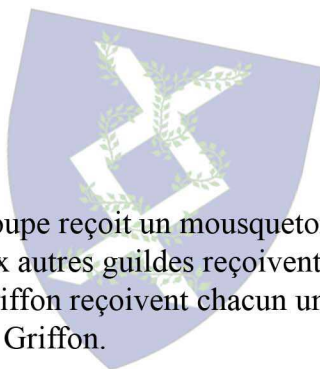 oupe reçoit un mousqueto
x autres guildes reçoivent
iffon reçoivent chacun un
Griffon.